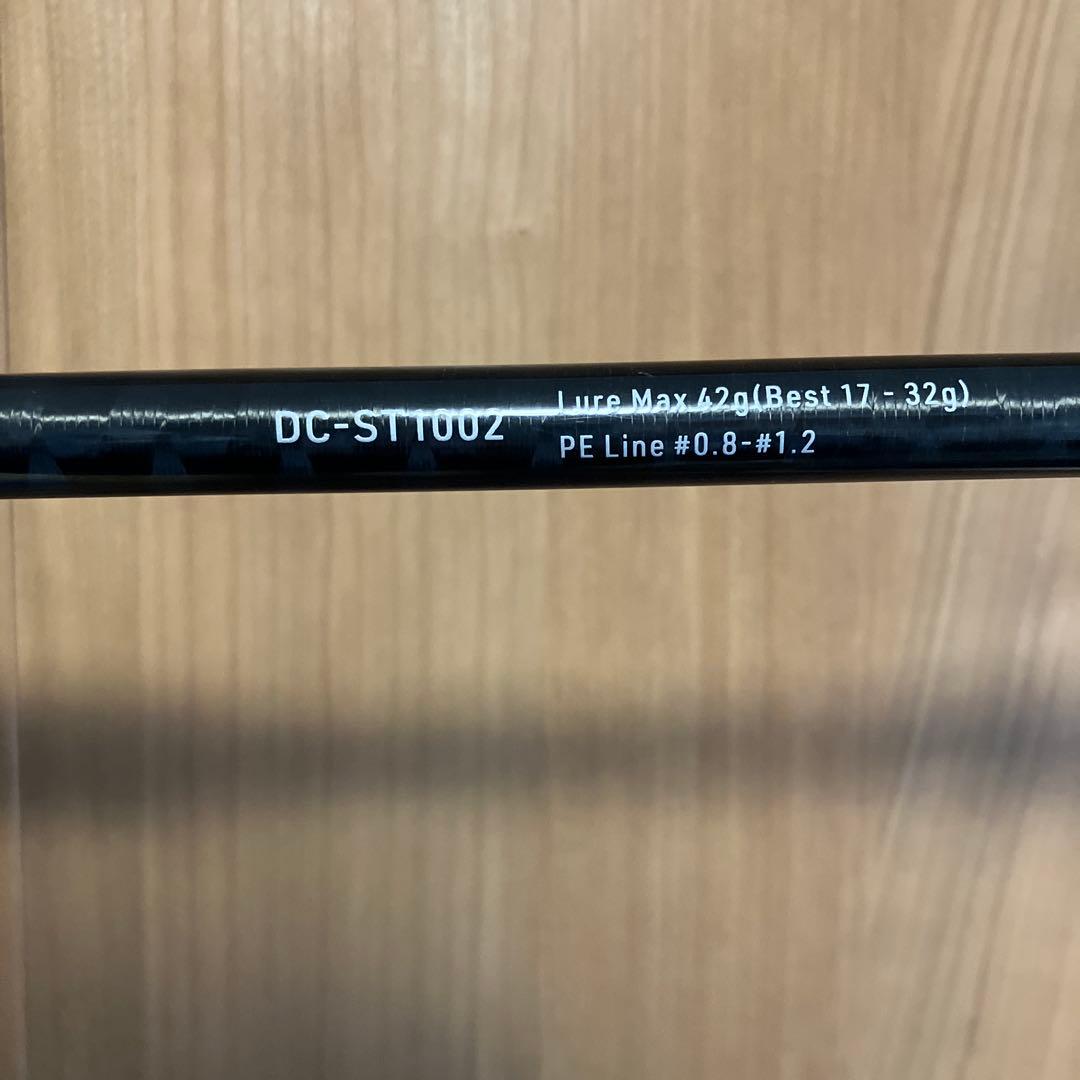 DC-ST1002
Lure Max 42g(Best 17 - 32g)
PE Line #0.8-#1.2